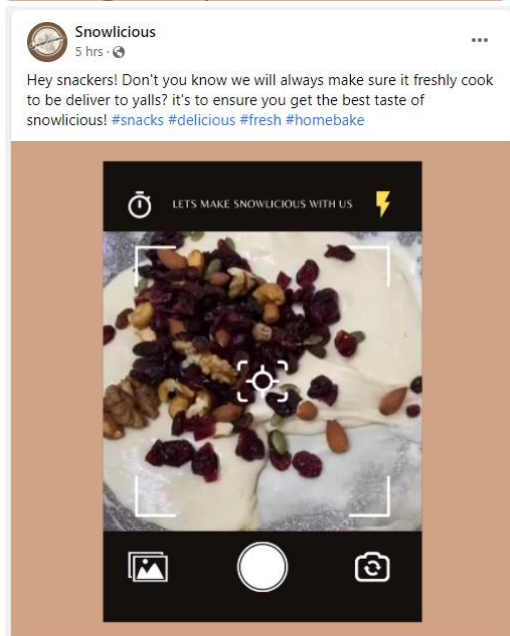 Snowlicious
5 hrs ·
Hey snackers! Don't you know we will always make sure it freshly cook
to be deliver to yalls? it's to ensure you get the best taste of
snowlicious! #snacks #delicious #fresh #homebake
LETS MAKE SNOWLICIOUS WITH US